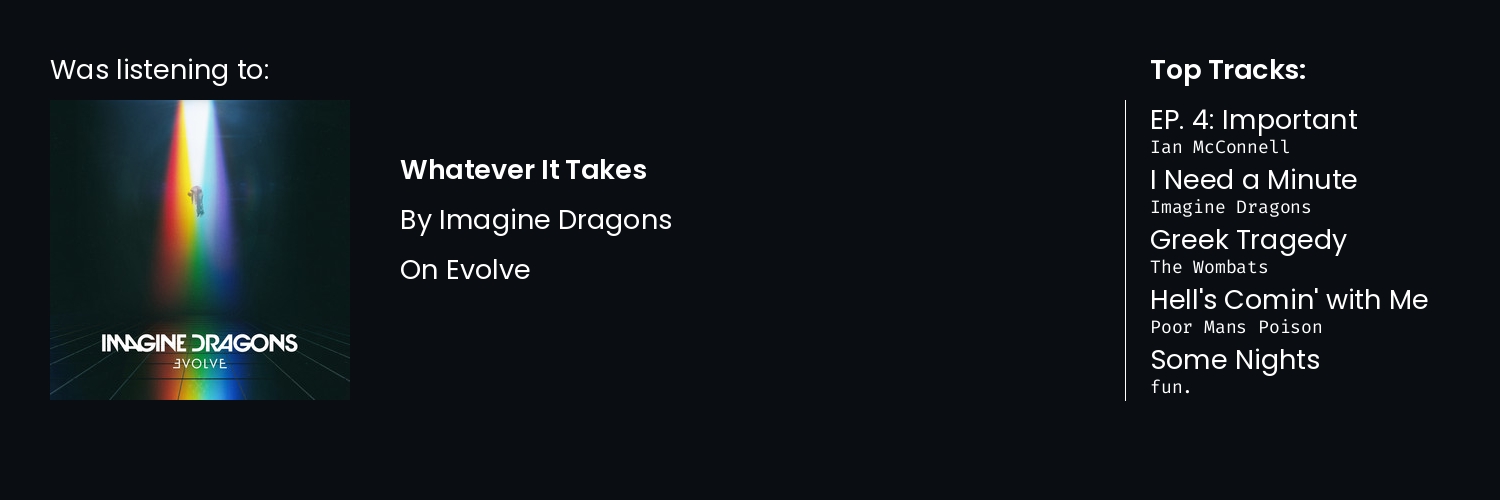 Was listening to:
IMAGINE DRAGONS
EVOLVE
Whatever It Takes
By Imagine Dragons
On Evolve
Top Tracks:
EP. 4: Important
Ian McConnell
I Need a Minute
Imagine Dragons
Greek Tragedy
The Wombats
Hell's Comin' with Me
Poor Mans Poison
Some Nights
fun.